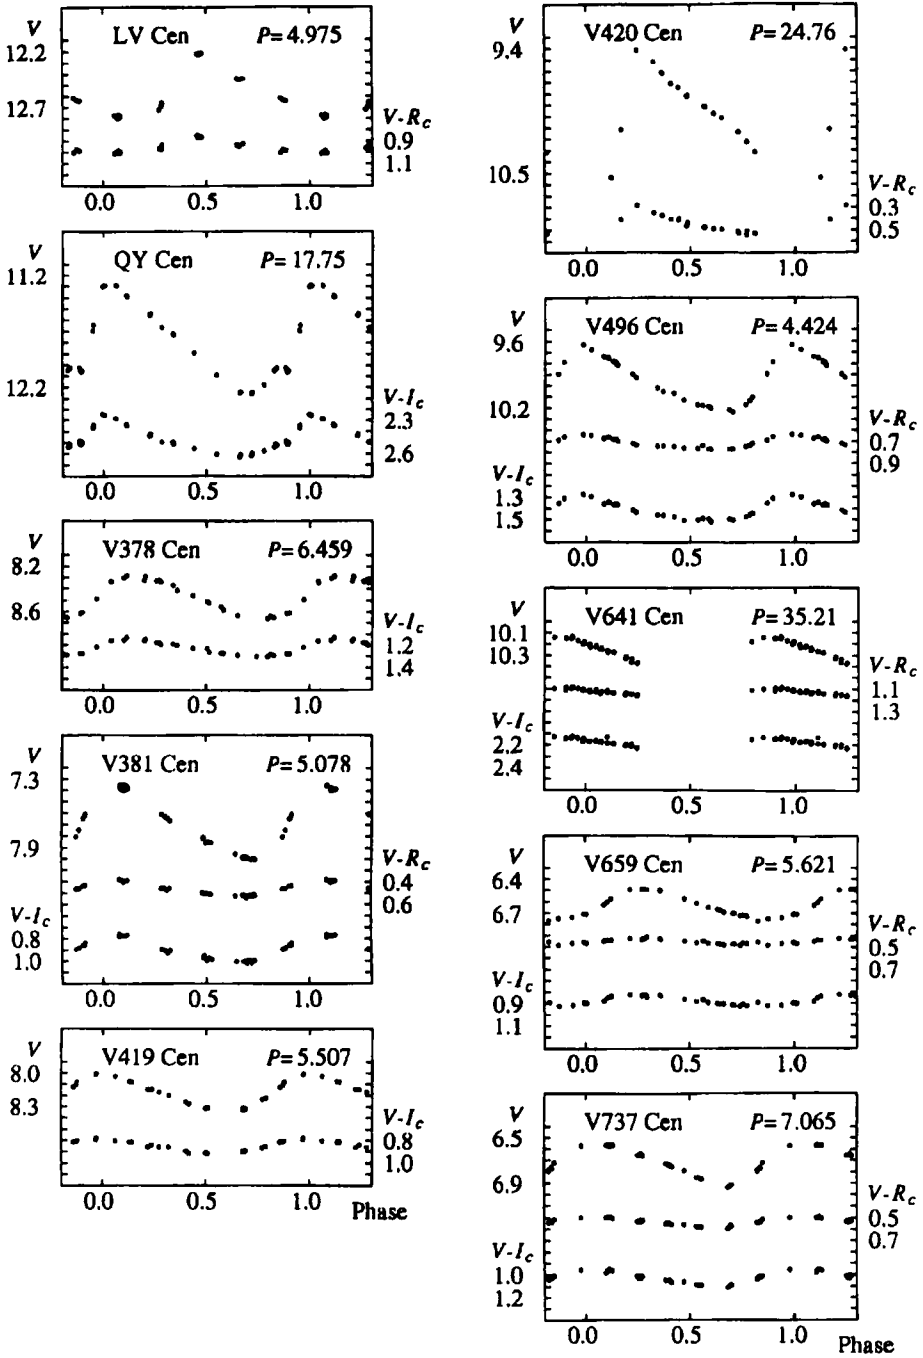 V
LV Cen P=4.975
12.2
12.7
V-Rc
0.9
1.1
0.0 0.5 1.0
V
QY Cen P=17.75
11.2
12.2
V-Ic
2.3
2.6
0.0 0.5 1.0
V
V378 Cen P=6.459
8.2
8.6
V-Ic
1.2
1.4
0.0 0.5 1.0
V
V381 Cen P=5.078
7.3
7.9
V-Rc
0.4
0.6
V-Ic
0.8
1.0
0.0 0.5 1.0
V
V419 Cen P=5.507
8.0
8.3
V-Ic
0.8
1.0
0.0 0.5 1.0
Phase
V
V420 Cen P=24.76
9.4
10.5
V-Rc
0.3
0.5
0.0 0.5 1.0
V
V496 Cen P=4.424
9.6
10.2
V-Rc
0.7
0.9
V-Ic
1.3
1.5
0.0 0.5 1.0
V
V641 Cen P=35.21
10.1
10.3
V-Rc
1.1
1.3
V-Ic
2.2
2.4
0.0 0.5 1.0
V
V659 Cen P=5.621
6.4
6.7
V-Rc
0.5
0.7
V-Ic
0.9
1.1
0.0 0.5 1.0
V
V737 Cen P=7.065
6.5
6.9
V-Rc
0.5
0.7
V-Ic
1.0
1.2
0.0 0.5 1.0
Phase